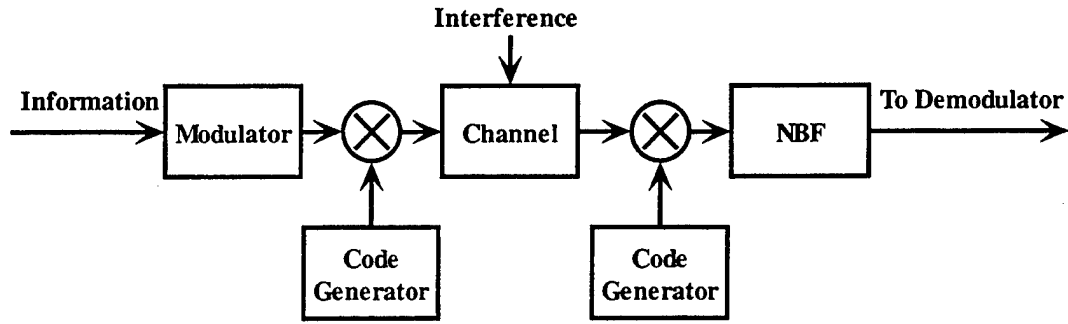 Interference
Information
Modulator
Channel
NBF
To Demodulator
Code
Generator
Code
Generator